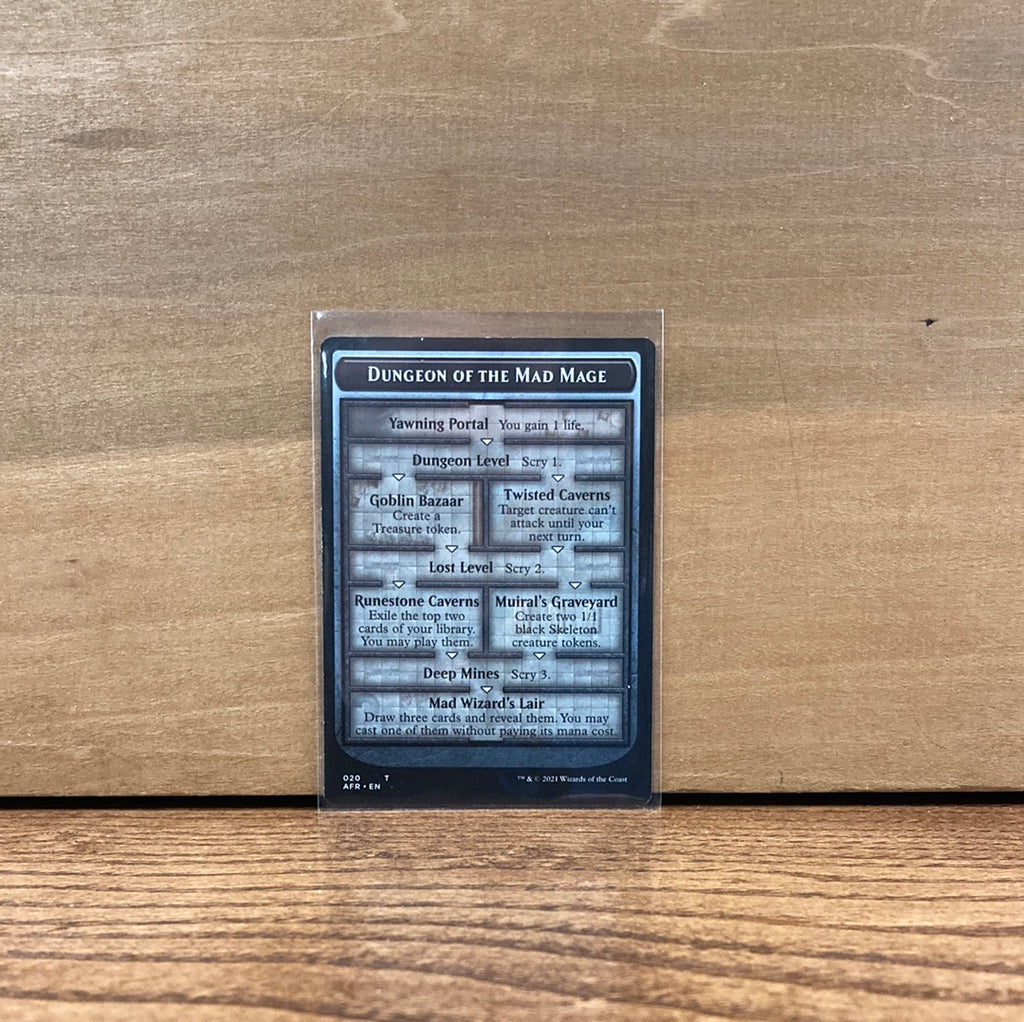 DUNGEON OF THE MAD MAGE
Yawning Portal You gain 1 life.
Dungeon Level Scry 1.
Goblin Bazaar
Create a
Treasure token.
Twisted Caverns
Target creature can't
attack until your
next turn.
Lost Level Scry 2.
Runestone Caverns
Exile the top two
cards of your library.
You may play them.
Muiral's Graveyard
Create two 1/1
black Skeleton
creature tokens.
Deep Mines Scry 3.
Mad Wizard's Lair
Draw three cards and reveal them. You may
cast one of them without paying its mana cost.
020 T
AFR • EN
™ & © 2021 Wizards of the Coast